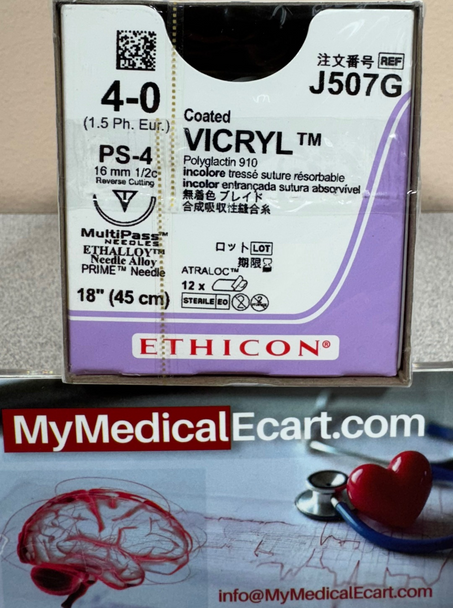 注文番号 REF
J507G
4-0
(1.5 Ph. Eur.)
PS-4
16 mm 1/2c
Reverse Cutting
MultiPass™
NEEDLES
ETHALLOY™
Needle Alloy
PRIME™ Needle
18" (45 cm)
Coated
VICRYL™
Polyglactin 910
incolore tressé suture résorbable
incolor entrançada sutura absorvível
無着色 ブレイド
合成吸収性縫合糸
ロット LOT
期限
ATRALOC™
12 x
STERILE EO
ETHICON®
MyMedicalEcart.com
info@MyMedicalEcart.com